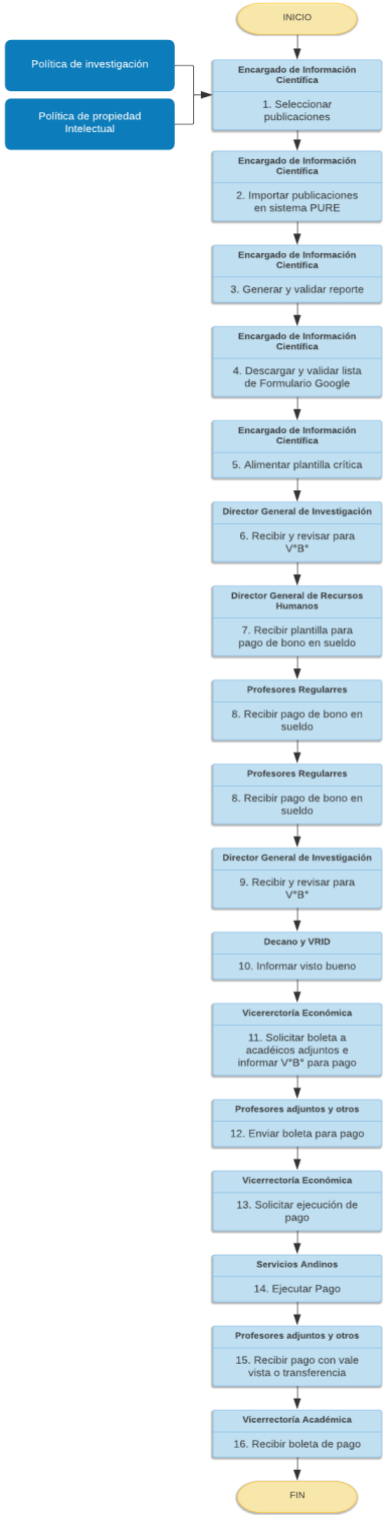 INICIO
Política de investigación
Política de propiedad
Intelectual
Encargado de Información
Científica
1. Seleccionar
publicaciones
Encargado de Información
Científica
2. Importar publicaciones
en sistema PURE
Encargado de Información
Científica
3. Generar y validar reporte
Encargado de Información
Científica
4. Descargar y validar lista
de Formulario Google
Encargado de Información
Científica
5. Alimentar plantilla crítica
Director General de Investigación
6. Recibir y revisar para
V°B°
Director General de Recursos
Humanos
7. Recibir plantilla para
pago de bono en sueldo
Profesores Regularres
8. Recibir pago de bono en
sueldo
Profesores Regularres
8. Recibir pago de bono en
sueldo
Director General de Investigación
9. Recibir y revisar para
V°B°
Decano y VRID
10. Informar visto bueno
Vicererctoría Económica
11. Solicitar boleta a
acadéicos adjuntos e
informar V°B° para pago
Profesores adjuntos y otros
12. Enviar boleta para pago
Vicerrectoría Económica
13. Solicitar ejecución de
pago
Servicios Andinos
14. Ejecutar Pago
Profesores adjuntos y otros
15. Recibir pago con vale
vista o transferencia
Vicerrectoría Académica
16. Recibir boleta de pago
FIN